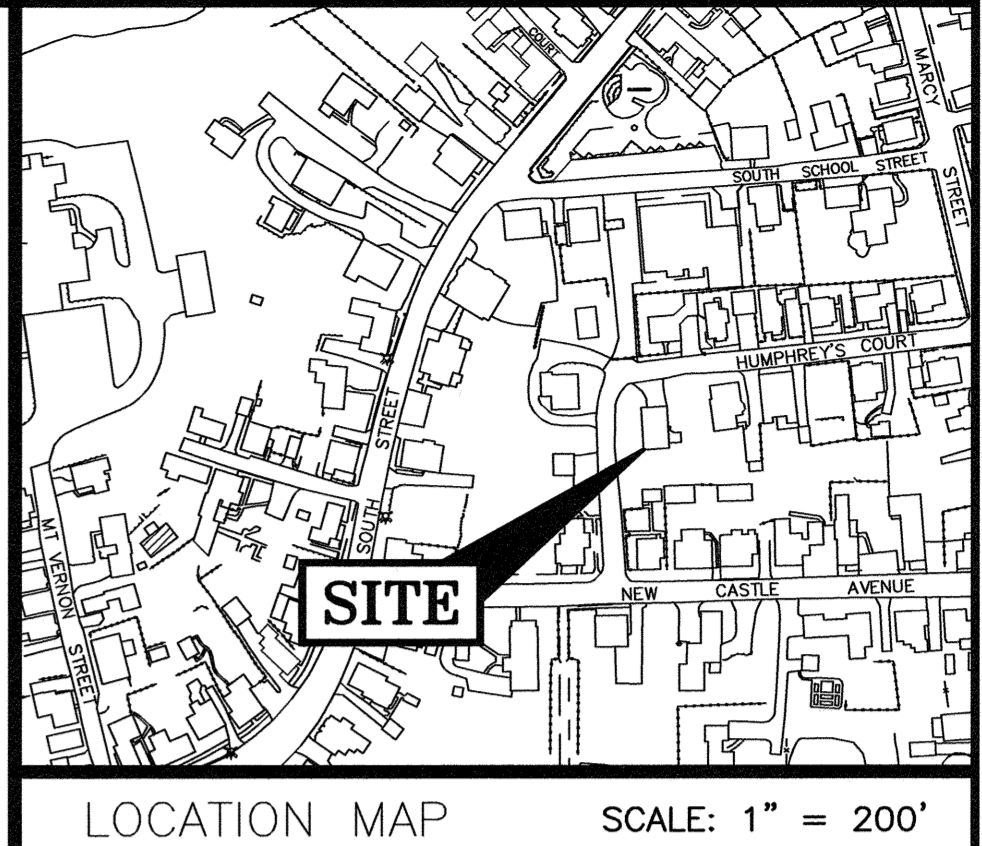 COURT
MARCY STREET
SOUTH SCHOOL STREET
HUMPHREY'S COURT
SOUTH STREET
MT VERNON STREET
SITE
NEW CASTLE AVENUE
LOCATION MAP SCALE: 1" = 200'